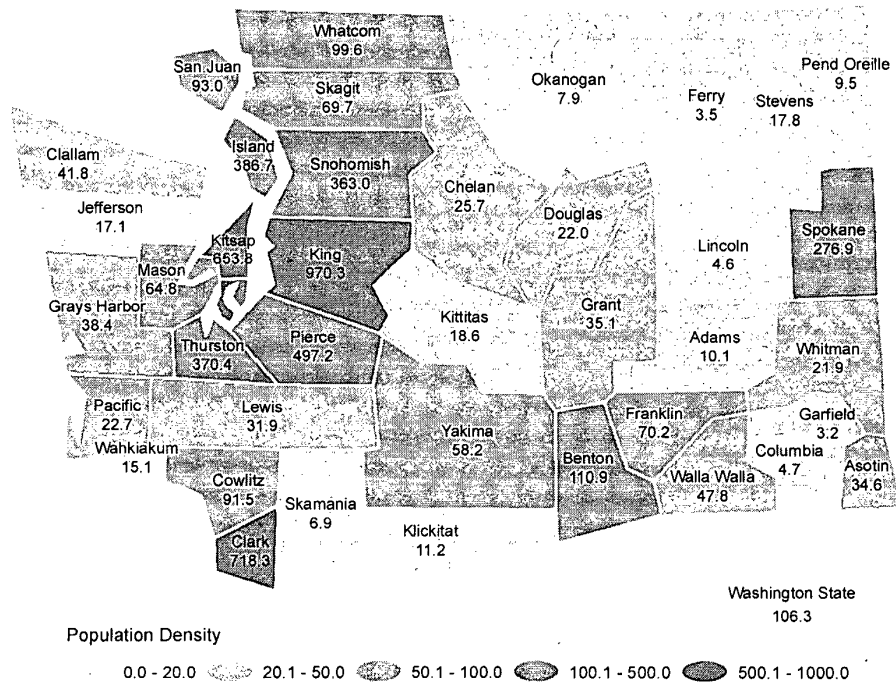 Whatcom
99.6
San Juan
93.0
Skagit
69.7
Okanogan
7.9
Ferry
3.5
Stevens
17.8
Pend Oreille
9.5
Island
386.7
Snohomish
363.0
Clallam
41.8
Chelan
25.7
Douglas
22.0
Jefferson
17.1
Kitsap
653.8
King
970.3
Lincoln
4.6
Spokane
276.9
Mason
64.8
Grays Harbor
38.4
Kittitas
18.6
Grant
35.1
Thurston
370.4
Pierce
497.2
Adams
10.1
Whitman
21.9
Pacific
22.7
Lewis
31.9
Yakima
58.2
Franklin
70.2
Garfield
3.2
Wahkiakum
15.1
Benton
110.9
Columbia
4.7
Walla Walla
47.8
Asotin
34.6
Cowlitz
91.5
Skamania
6.9
Klickitat
11.2
Clark
718.3
Washington State
106.3
Population Density
0.0 - 20.0 20.1 - 50.0 50.1 - 100.0 100.1 - 500.0 500.1 - 1000.0